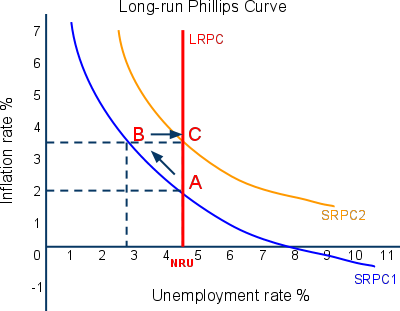 Long-run Phillips Curve
7
6
5
4
3
2
1
0
-1
Inflation rate %
LRPC
B
C
A
SRPC2
1 2 3 4 5 6 7 8 9 10 11
NRU
SRPC1
Unemployment rate %